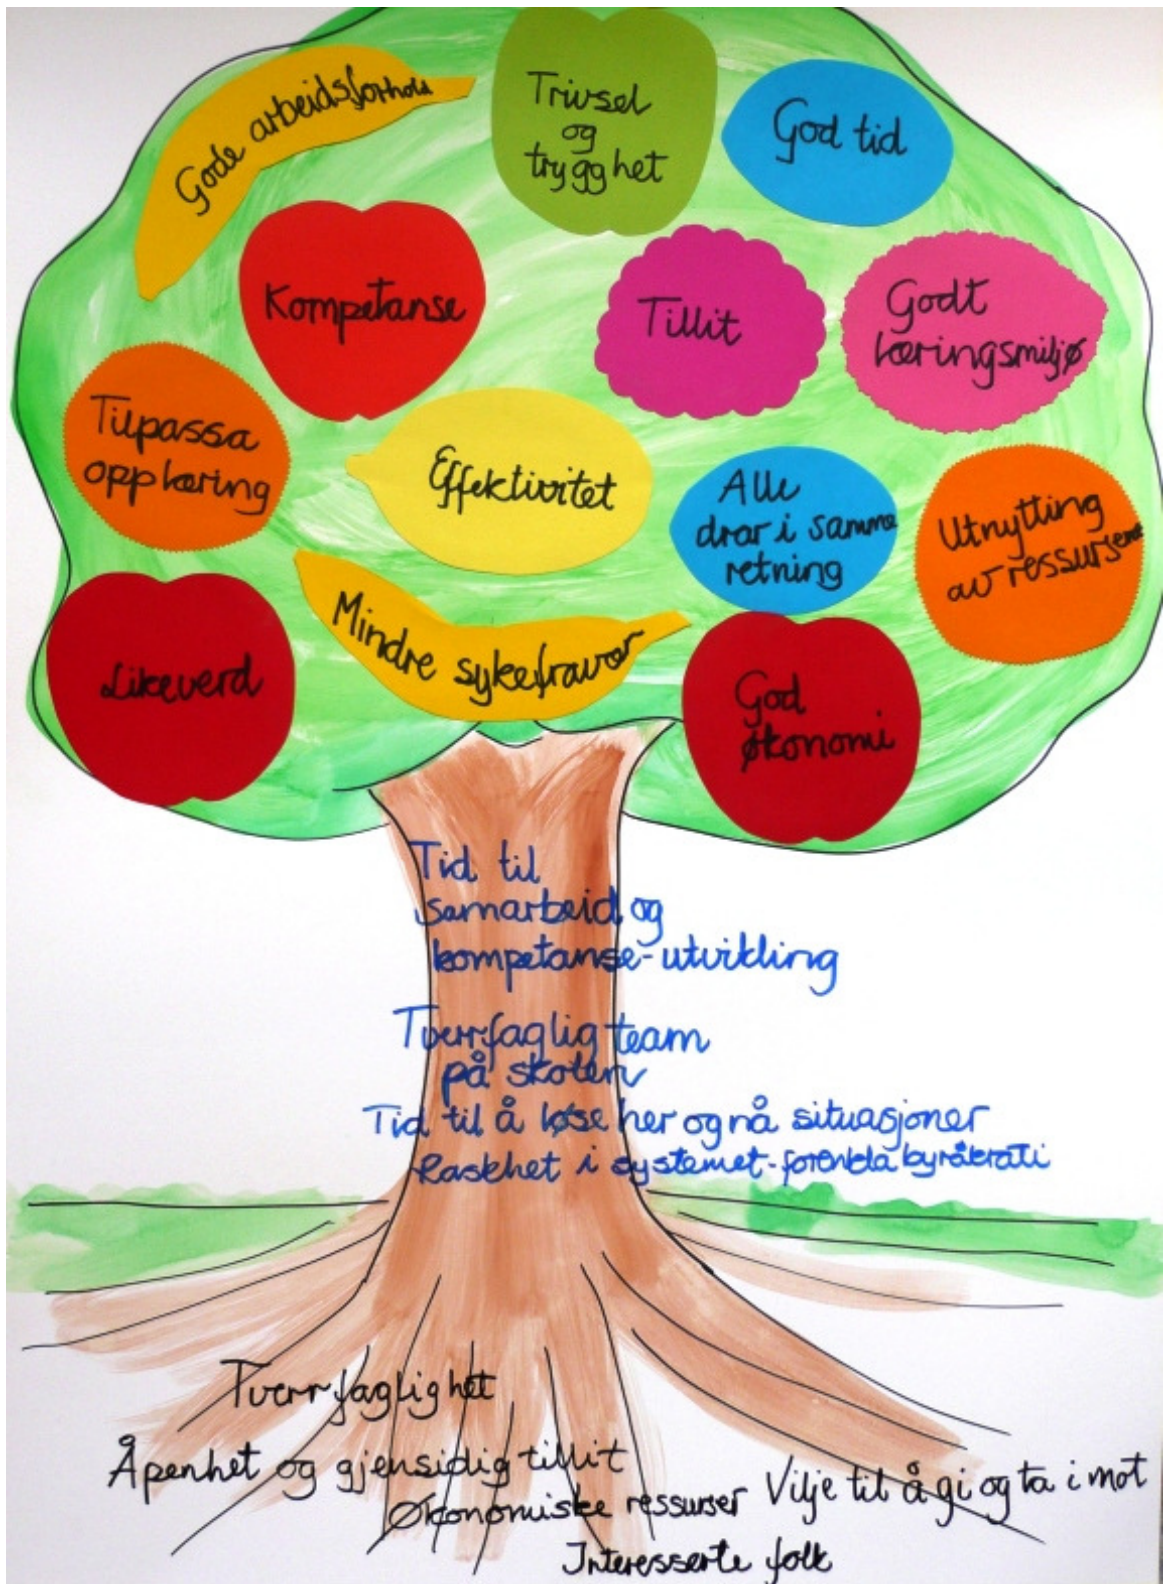 Gode arbeidsforhold
Trivsel
og
trygghet
God tid
Kompetanse
Tillit
Godt
læringsmiljø
Tilpassa
opplæring
Effektivitet
Alle
drar i samme
retning
Utnytting
av ressursene
Likeverd
Mindre sykefravær
God
økonomi
Tid til
samarbeid og
kompetanse-utvikling
Tverrfaglig team
på skolen
Tid til å løse her og nå situasjoner
Raskhet i systemet-forenkla byråkrati
Tverrfaglighet
Åpenhet og gjensidig tillit
Økonomiske ressurser
Vilje til å gi og ta i mot
Interesserte folk